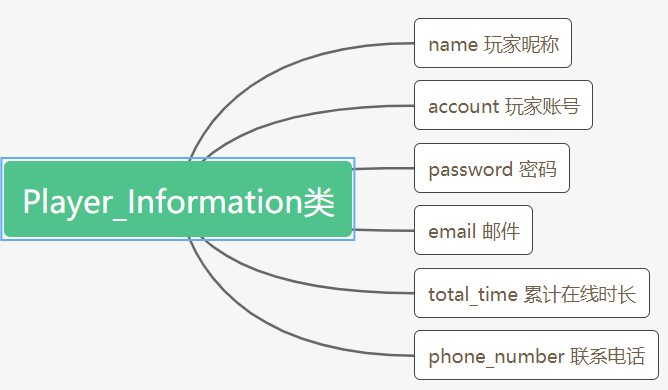 name 玩家昵称
account 玩家账号
password 密码
Player_Information类
email 邮件
total_time 累计在线时长
phone_number 联系电话